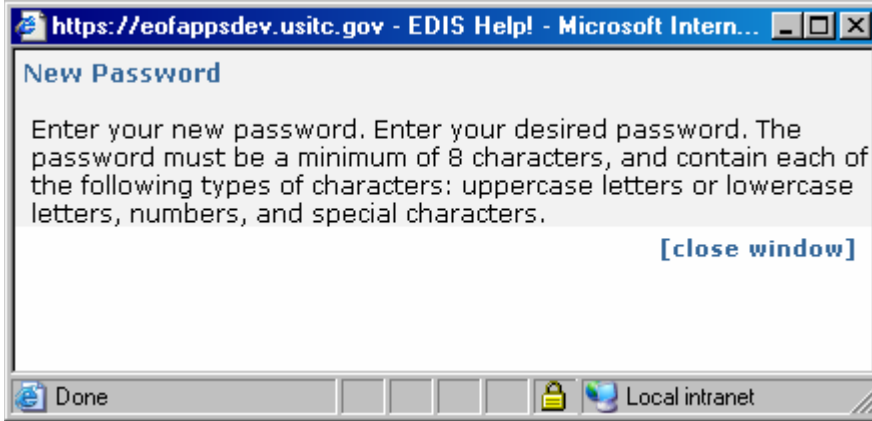 https://eofappsdev.usitc.gov - EDIS Help! - Microsoft Intern...
New Password
Enter your new password. Enter your desired password. The
password must be a minimum of 8 characters, and contain each of
the following types of characters: uppercase letters or lowercase
letters, numbers, and special characters.
[close window]
Done
Local intranet